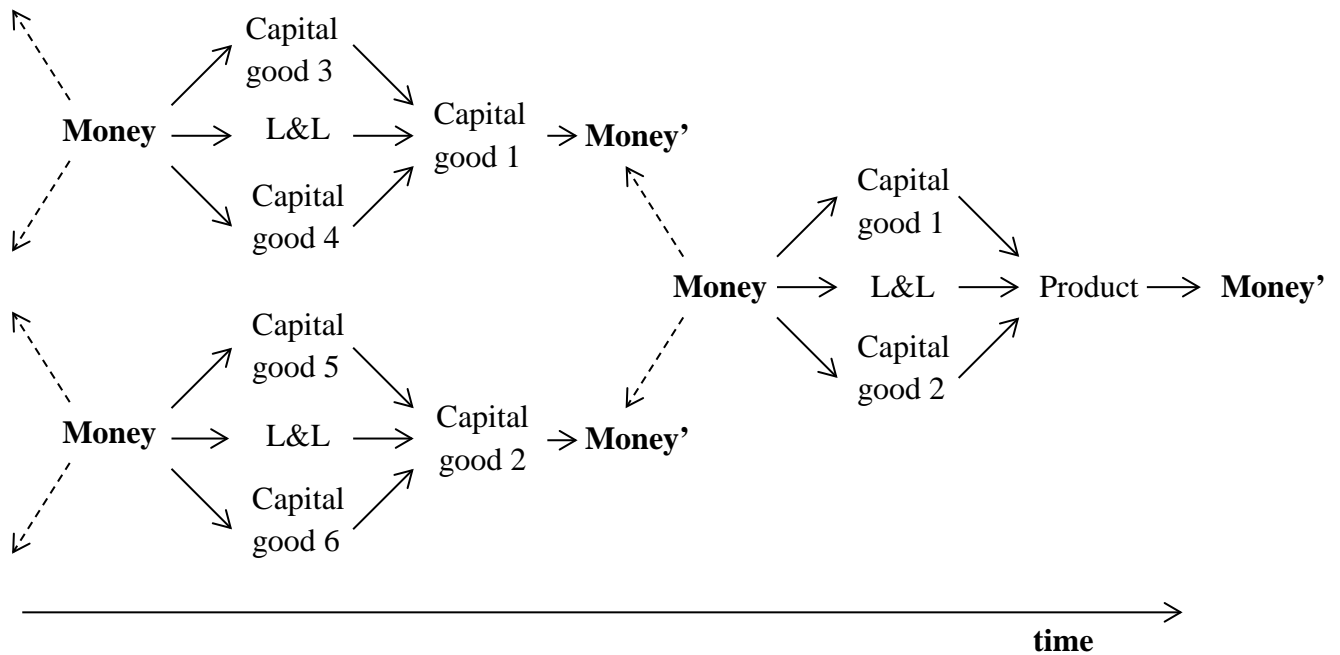 Capital
good 3
Money
L&L
Capital
good 1
Money’
Capital
good 4
Capital
good 1
Money
L&L
Product
Money’
Capital
good 2
Capital
good 5
Money
L&L
Capital
good 2
Money’
Capital
good 6
time